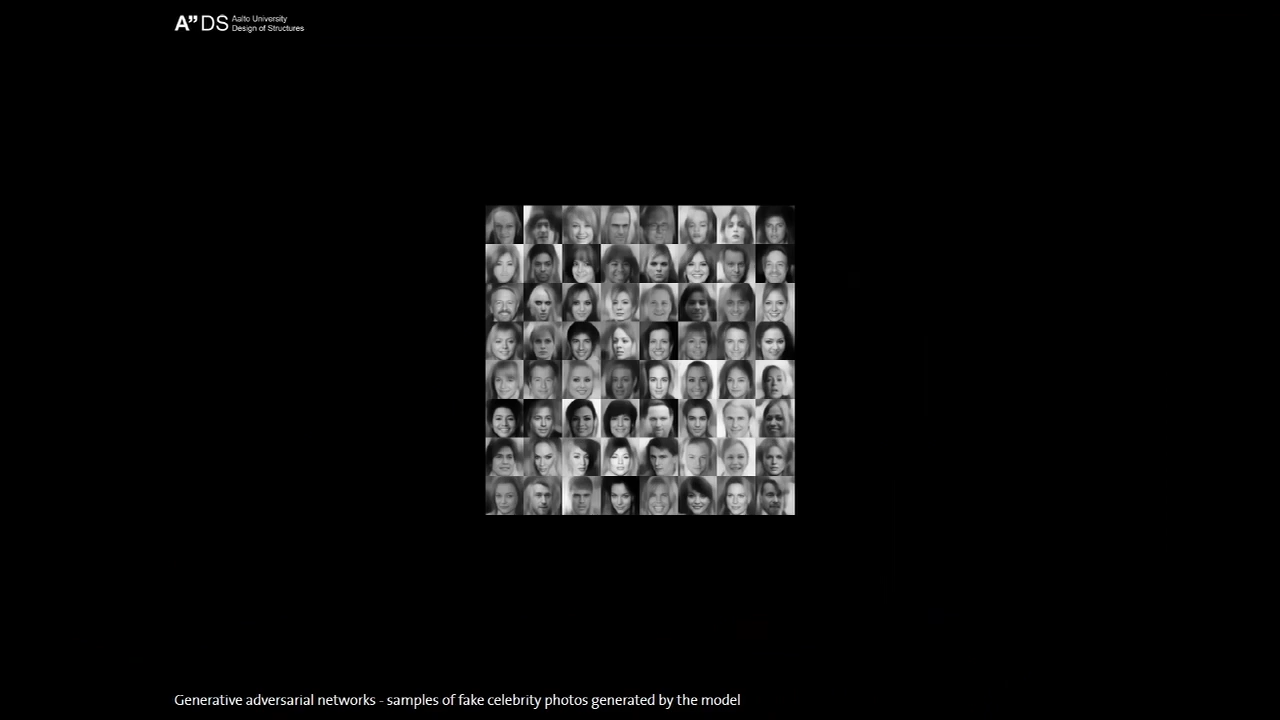 A” DS Aalto University
Design of Structures
Generative adversarial networks - samples of fake celebrity photos generated by the model